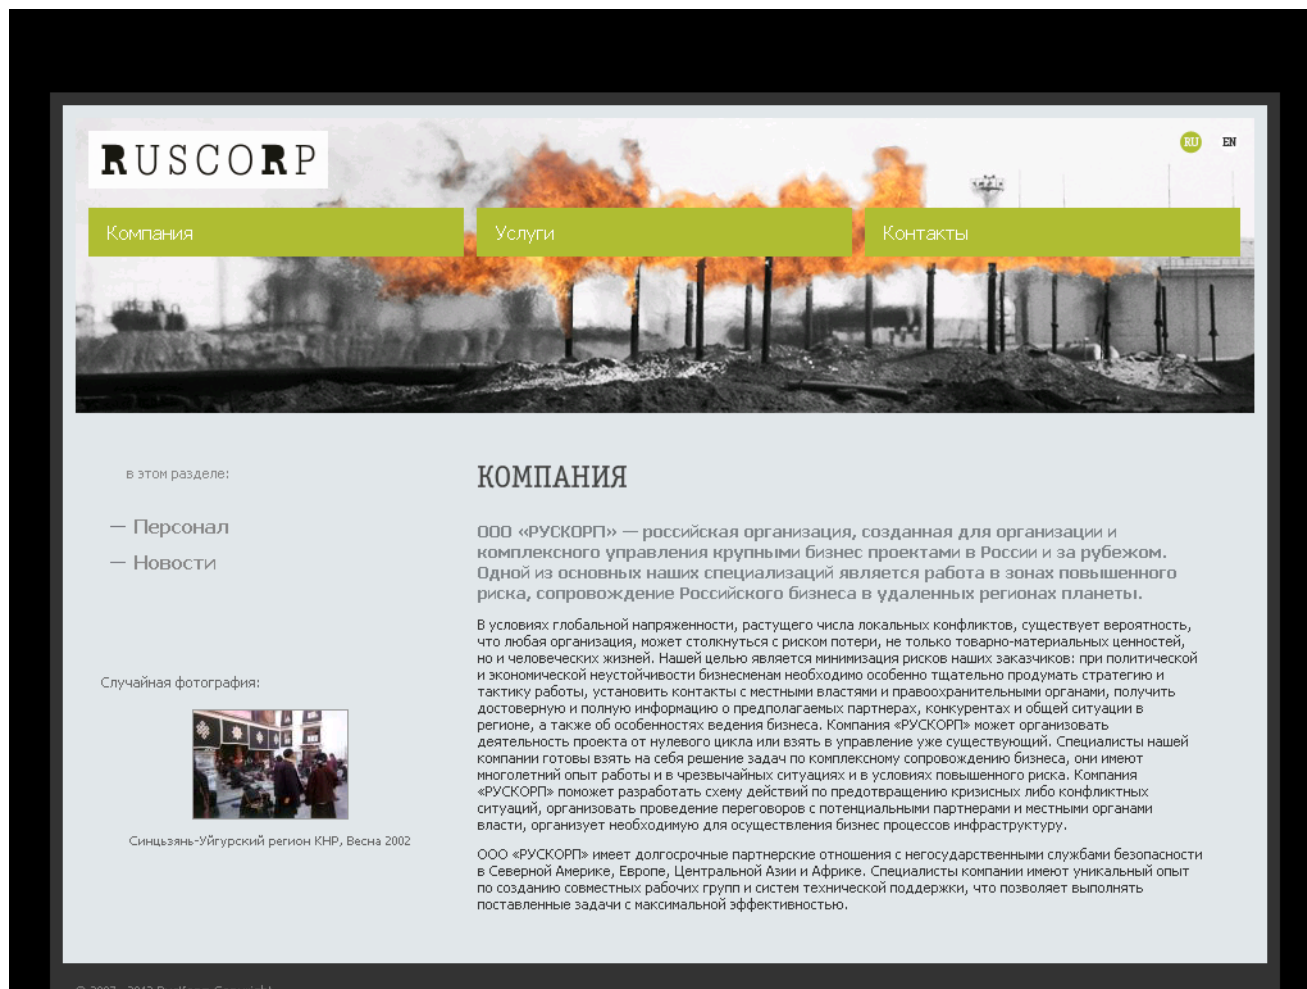 RUSCORP
RU EN
Компания Услуги Контакты
в этом разделе:
— Персонал
— Новости
Случайная фотография:
Синьцзянь-Уйгурский регион КНР, Весна 2002
КОМПАНИЯ
ООО «РУСКОРП» — российская организация, созданная для организации и
комплексного управления крупными бизнес проектами в России и за рубежом.
Одной из основных наших специализаций является работа в зонах повышенного
риска, сопровождение Российского бизнеса в удаленных регионах планеты.
В условиях глобальной напряженности, растущего числа локальных конфликтов, существует вероятность,
что любая организация, может столкнуться с риском потери, не только товарно-материальных ценностей,
но и человеческих жизней. Нашей целью является минимизация рисков наших заказчиков: при политической
и экономической неустойчивости бизнесменам необходимо особенно тщательно продумать стратегию и
тактику работы, установить контакты с местными властями и правоохранительными органами, получить
достоверную и полную информацию о предполагаемых партнерах, конкурентах и общей ситуации в
регионе, а также об особенностях ведения бизнеса. Компания «РУСКОРП» может организовать
деятельность проекта от нулевого цикла или взять в управление уже существующий. Специалисты нашей
компании готовы взять на себя решение задач по комплексному сопровождению бизнеса, они имеют
многолетний опыт работы и в чрезвычайных ситуациях и в условиях повышенного риска. Компания
«РУСКОРП» поможет разработать схему действий по предотвращению кризисных либо конфликтных
ситуаций, организовать проведение переговоров с потенциальными партнерами и местными органами
власти, организует необходимую для осуществления бизнес процессов инфраструктуру.
ООО «РУСКОРП» имеет долгосрочные партнерские отношения с негосударственными службами безопасности
в Северной Америке, Европе, Центральной Азии и Африке. Специалисты компании имеют уникальный опыт
по созданию совместных рабочих групп и систем технической поддержки, что позволяет выполнять
поставленные задачи с максимальной эффективностью.